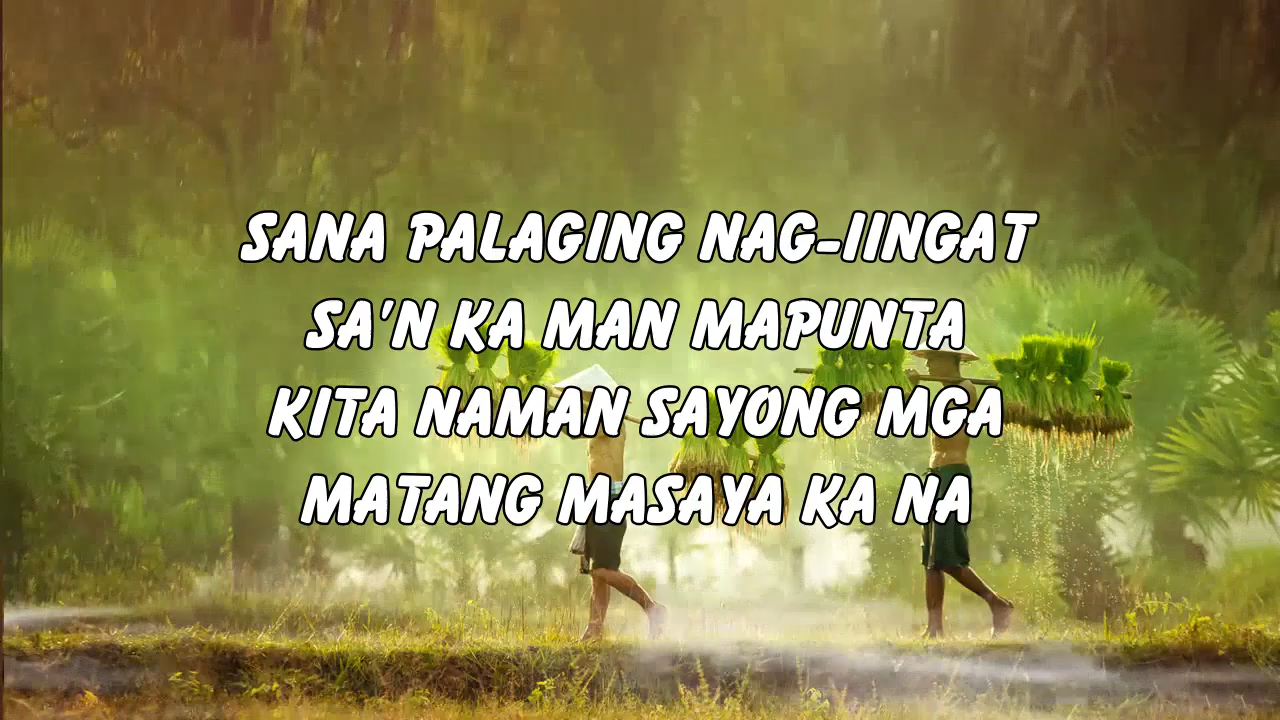 SANA PALAGING NAG-IINGAT
SA'N KA MAN MAPUNTA
KITA NAMAN SAYONG MGA
MATANG MASAYA KA NA